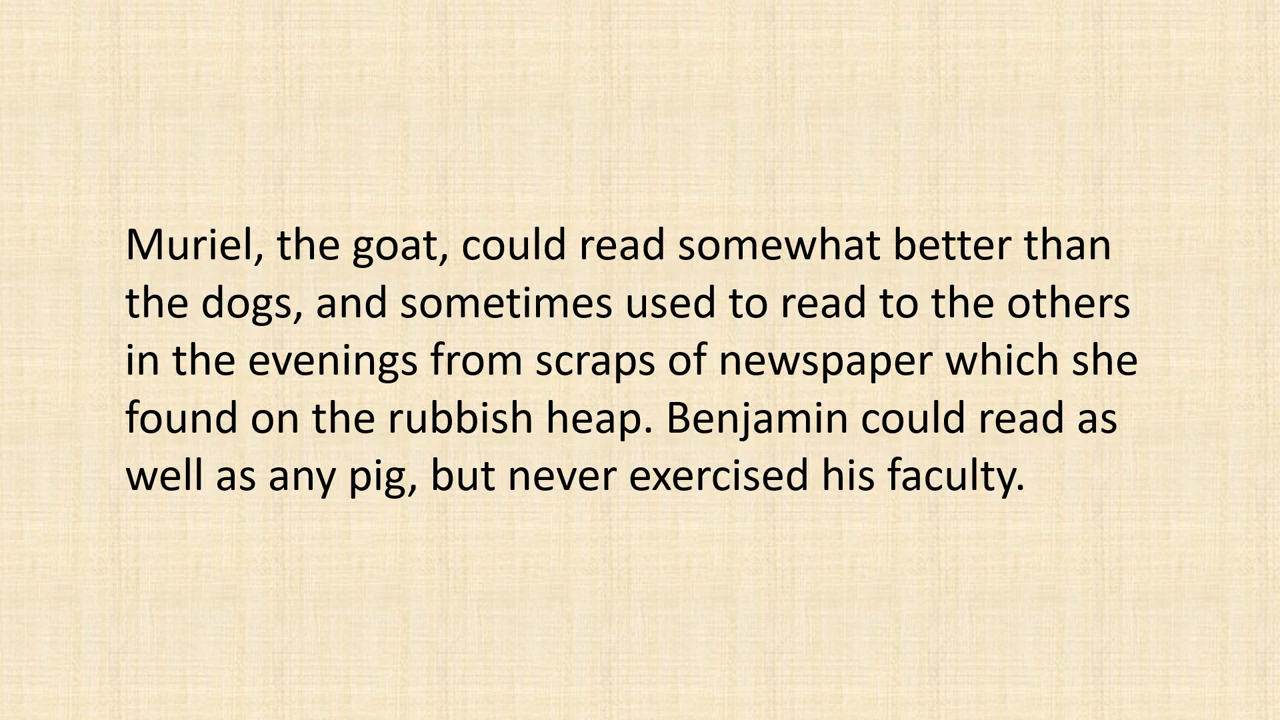 Muriel, the goat, could read somewhat better than
the dogs, and sometimes used to read to the others
in the evenings from scraps of newspaper which she
found on the rubbish heap. Benjamin could read as
well as any pig, but never exercised his faculty.